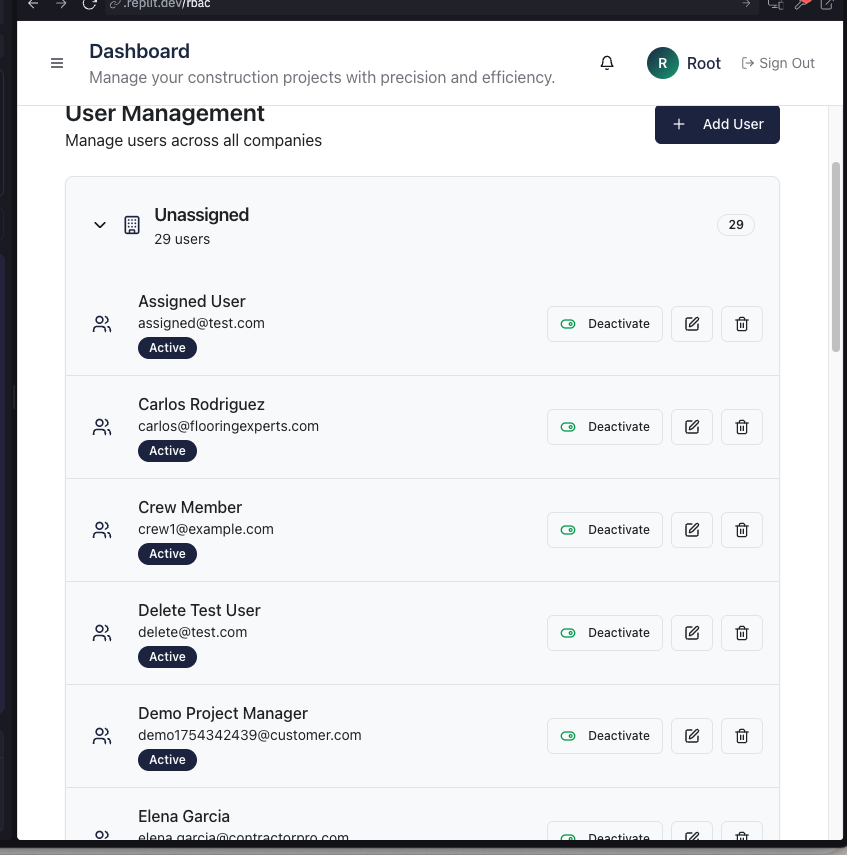 .replit.dev/rbac
Dashboard
Manage your construction projects with precision and efficiency.
R
Root
Sign Out
User Management
Manage users across all companies
+ Add User
Unassigned
29 users
29
Assigned User
assigned@test.com
Active
Deactivate
Carlos Rodriguez
carlos@flooringexperts.com
Active
Deactivate
Crew Member
crew1@example.com
Active
Deactivate
Delete Test User
delete@test.com
Active
Deactivate
Demo Project Manager
demo1754342439@customer.com
Active
Deactivate
Elena Garcia
elena.garcia@contractorpro.com
Deactivate